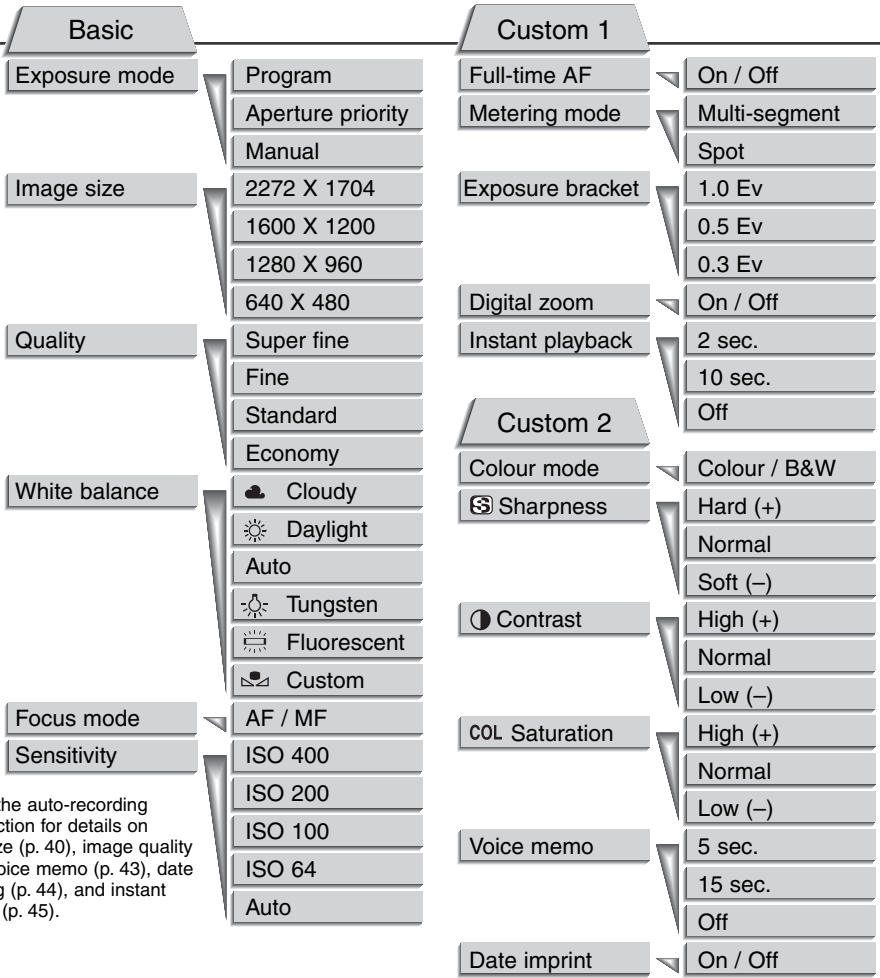 Basic
Exposure mode
Program
Aperture priority
Manual
Image size
2272 X 1704
1600 X 1200
1280 X 960
640 X 480
Quality
Super fine
Fine
Standard
Economy
White balance
Cloudy
Daylight
Auto
Tungsten
Fluorescent
Custom
Focus mode
AF / MF
Sensitivity
ISO 400
ISO 200
ISO 100
ISO 64
Auto
the auto-recording
for details on
(p. 40), image quality
memo (p. 43), date
(p. 44), and instant
(p. 45).
Custom 1
Full-time AF
On / Off
Metering mode
Multi-segment
Spot
Exposure bracket
1.0 Ev
0.5 Ev
0.3 Ev
Digital zoom
On / Off
Instant playback
2 sec.
10 sec.
Off
Custom 2
Colour mode
Colour / B&W
S Sharpness
Hard (+)
Normal
Soft (–)
Contrast
High (+)
Normal
Low (–)
COL Saturation
High (+)
Normal
Low (–)
Voice memo
5 sec.
15 sec.
Off
Date imprint
On / Off